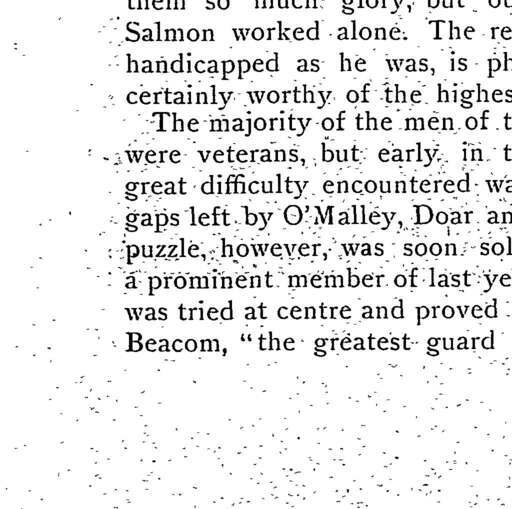 them so much glory, but
Salmon worked alone. The re
handicapped as he was, is ph
certainly worthy of the highes
The majority of the men of t
were veterans, but early in t
great difficulty encountered wa
gaps left by O'Malley, Doar an
puzzle, however, was soon sol
a prominent member of last ye
was tried at centre and proved
Beacom, "the greatest guard